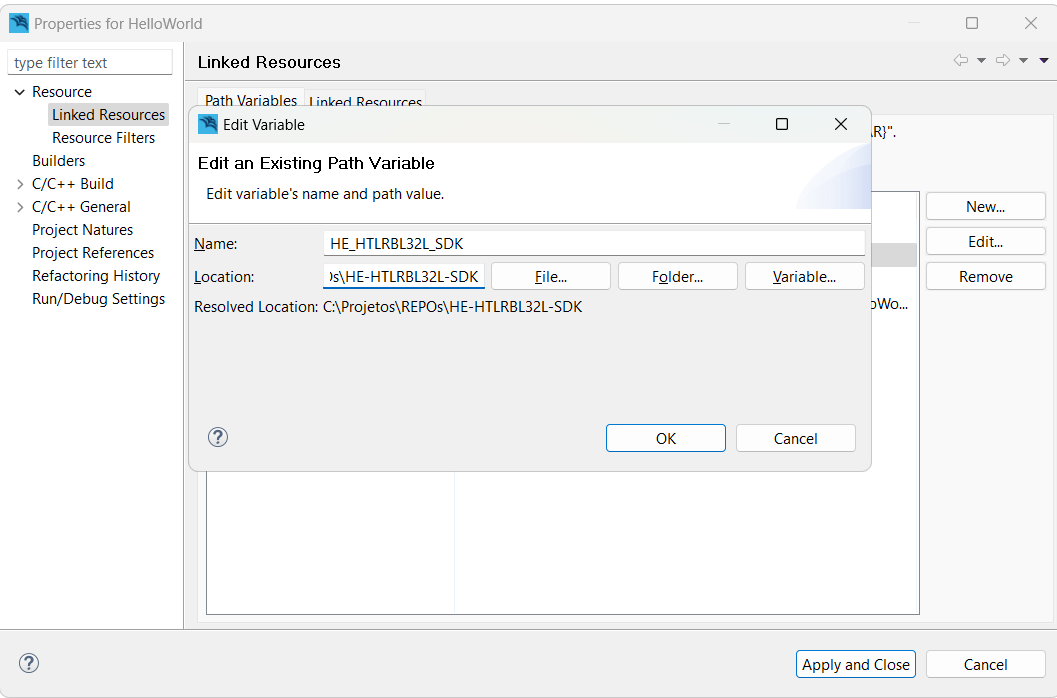 Properties for HelloWorld
type filter text
Resource
Linked Resources
Resource Filters
Builders
C/C++ Build
C/C++ General
Project Natures
Project References
Refactoring History
Run/Debug Settings
Linked Resources
Path Variables
Linked Resources
AR}".
New...
Edit...
Remove
oWo...
Edit Variable
Edit an Existing Path Variable
Edit variable's name and path value.
Name:
HE_HTLRBL32L_SDK
Location:
s\HE-HTLRBL32L-SDK
File...
Folder...
Variable...
Resolved Location: C:\Projetos\REPOs\HE-HTLRBL32L-SDK
?
OK
Cancel
?
Apply and Close
Cancel